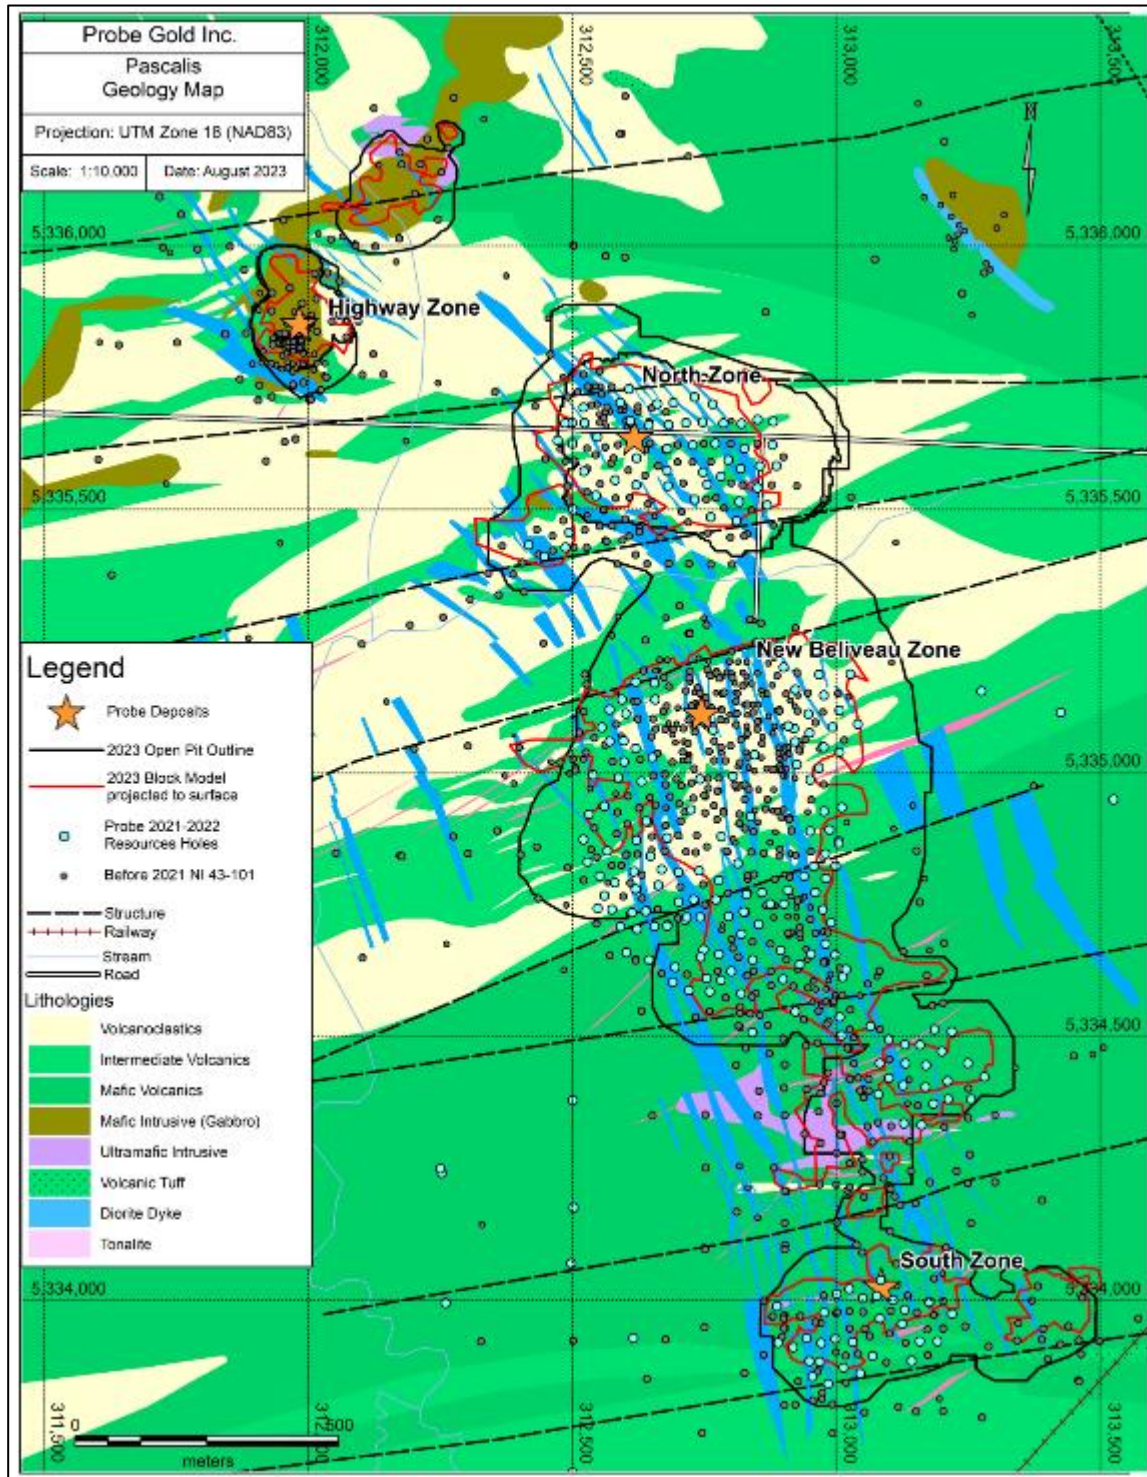 Probe Gold Inc.
Pascalis
Geology Map
Projection: UTM Zone 18 (NAD83)
Scale: 1:10,000
Date: August 2023
312,000
312,500
313,000
313,500
N
5,336,000
5,336,000
Highway Zone
North Zone
5,335,500
5,335,500
New Beliveau Zone
5,335,000
5,334,500
South Zone
5,334,000
5,334,000
Legend
Probe Deposits
2023 Open Pit Outline
2023 Block Model
projected to surface
Probe 2021-2022
Resources Holes
Before 2021 NI 43-101
Structure
Railway
Stream
Road
Lithologies
Volcanoclastics
Intermediate Volcanics
Mafic Volcanics
Mafic Intrusive (Gabbro)
Ultramafic Intrusive
Volcanic Tuff
Diorite Dyke
Tonalite
0
meters
311,500
312,500
313,000
313,500